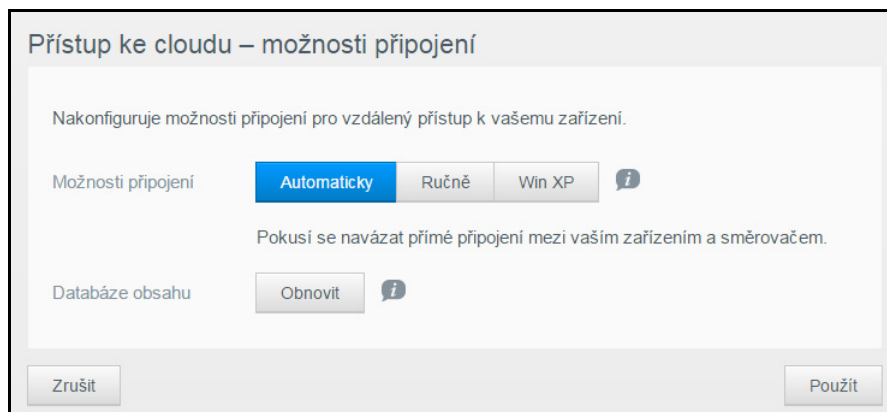 Přístup ke cloudu – možnosti připojení
Nakonfiguruje možnosti připojení pro vzdálený přístup k vašemu zařízení.
Možnosti připojení Automaticky Ručně Win XP i
Pokusí se navázat přímé připojení mezi vaším zařízením a směrovačem.
Databáze obsahu Obnovit i
Zrušit Použít